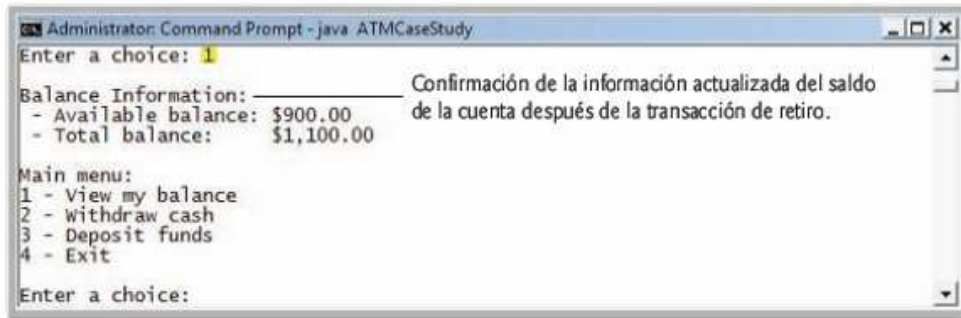 Administrator: Command Prompt - java ATMCaseStudy
Enter a choice: 1
Balance Information:
Confirmación de la información actualizada del saldo
de la cuenta después de la transacción de retiro.
- Available balance: $900.00
- Total balance: $1,100.00
Main menu:
1 - View my balance
2 - Withdraw cash
3 - Deposit funds
4 - Exit
Enter a choice: